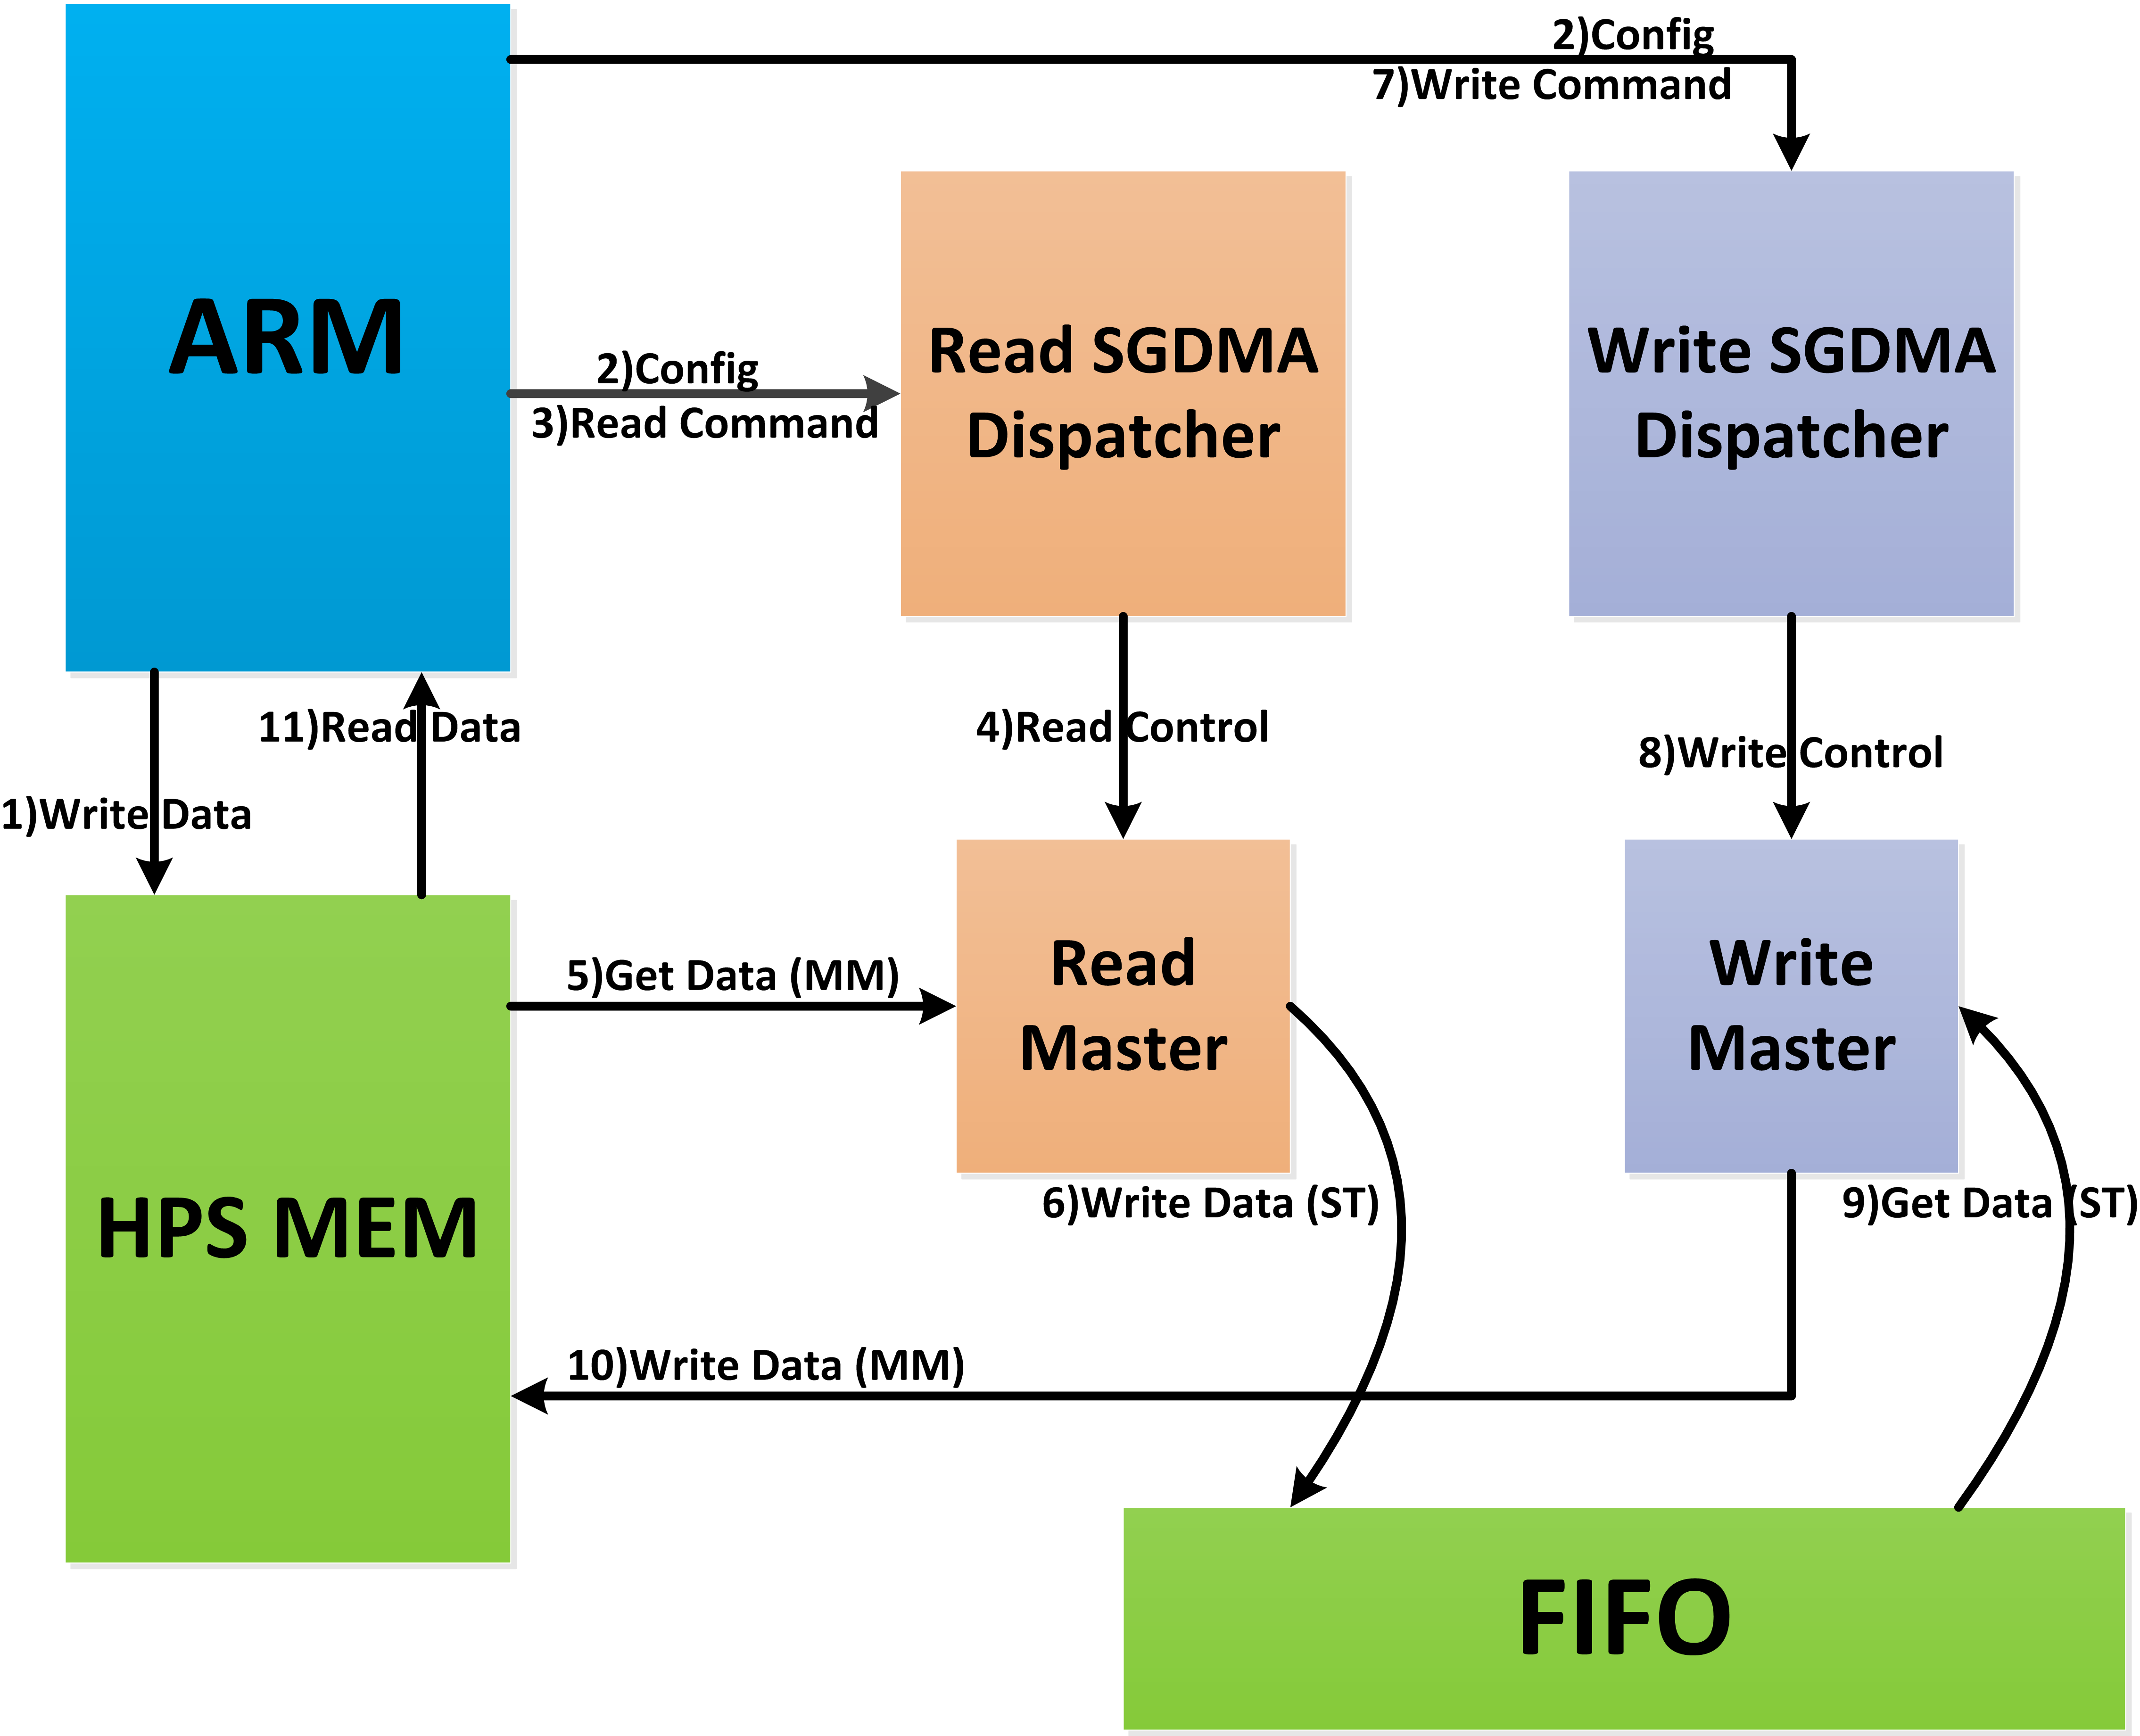 2)Config
7)Write Command
ARM
2)Config
3)Read Command
Read SGDMA
Dispatcher
Write SGDMA
Dispatcher
11)Read Data
4)Read Control
8)Write Control
1)Write Data
5)Get Data (MM)
Read
Master
Write
Master
HPS MEM
6)Write Data (ST)
9)Get Data (ST)
10)Write Data (MM)
FIFO